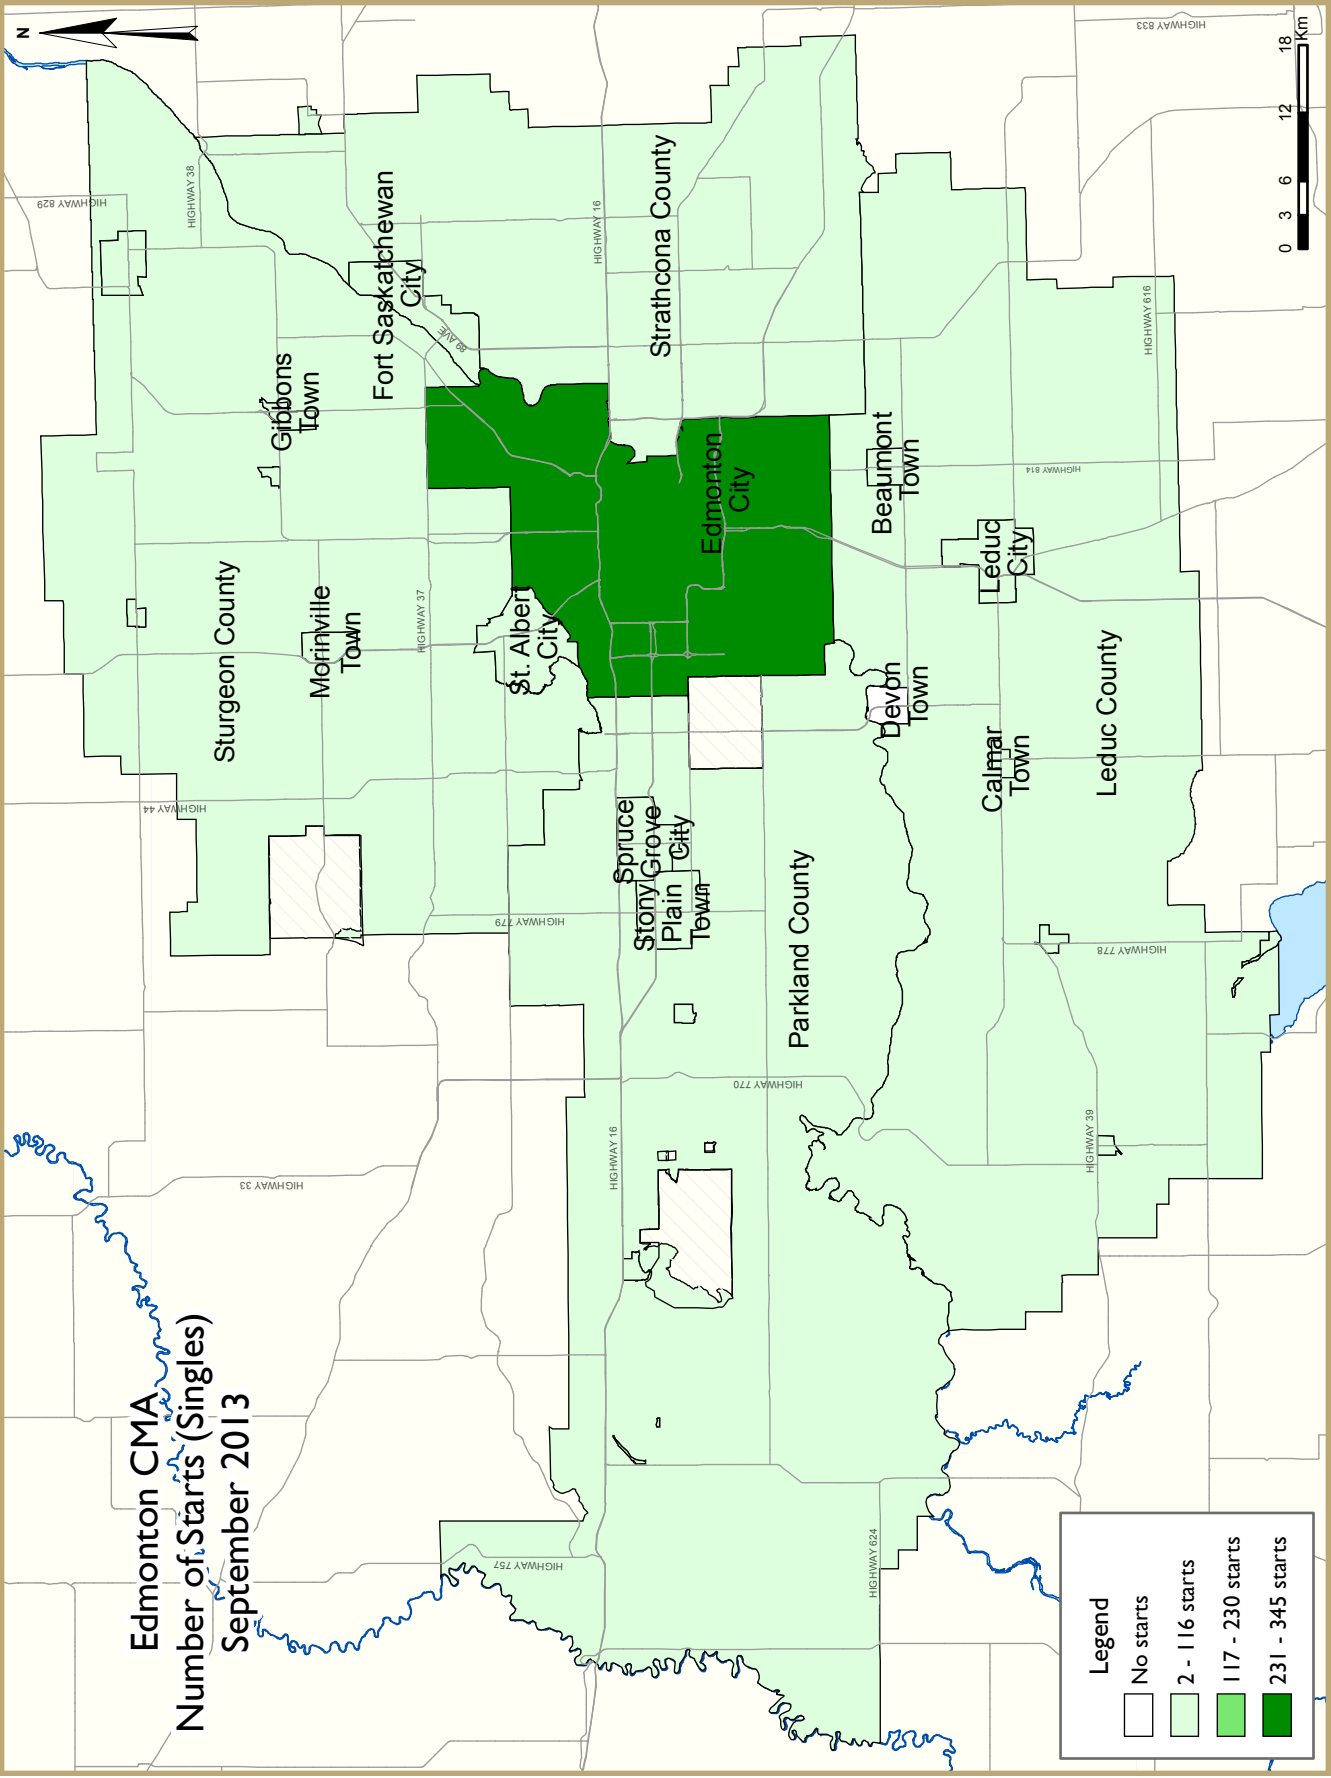 Edmonton CMA
Number of Starts (Singles)
September 2013
N
HIGHWAY 829
HIGHWAY 38
HIGHWAY 833
HIGHWAY 44
Sturgeon County
Gibbons
Town
Morinville
Town
Fort Saskatchewan
City
89 AVE
HIGHWAY 37
HIGHWAY 33
HIGHWAY 779
St. Albert
City
HIGHWAY 16
HIGHWAY 16
Strathcona County
Edmonton
City
Spruce
Grove
City
Stony
Plain
Town
HIGHWAY 757
HIGHWAY 770
Parkland County
HIGHWAY 624
Beaumont
Town
Devon
Town
HIGHWAY 814
Leduc
City
Calmar
Town
Leduc County
HIGHWAY 616
HIGHWAY 778
HIGHWAY 39
Legend
No starts
2 - 116 starts
117 - 230 starts
231 - 345 starts
0 3 6 12 18
Km